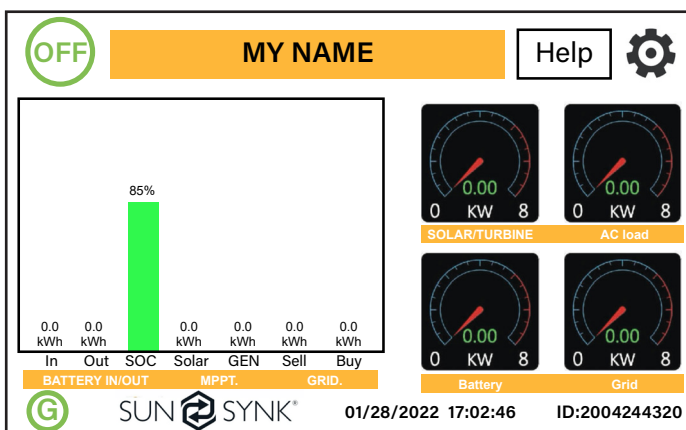 OFF
MY NAME
Help
85%
0.0 0.0 0.0 0.0 0.0 0.0
kWh kWh kWh kWh kWh kWh
In Out SOC Solar GEN Sell Buy
BATTERY IN/OUT MPPT. GRID.
0.00
0 KW 8
SOLAR/TURBINE
0.00
0 KW 8
AC load
0.00
0 KW 8
Battery
0.00
0 KW 8
Grid
G
SUN SYNK®
01/28/2022 17:02:46
ID:2004244320